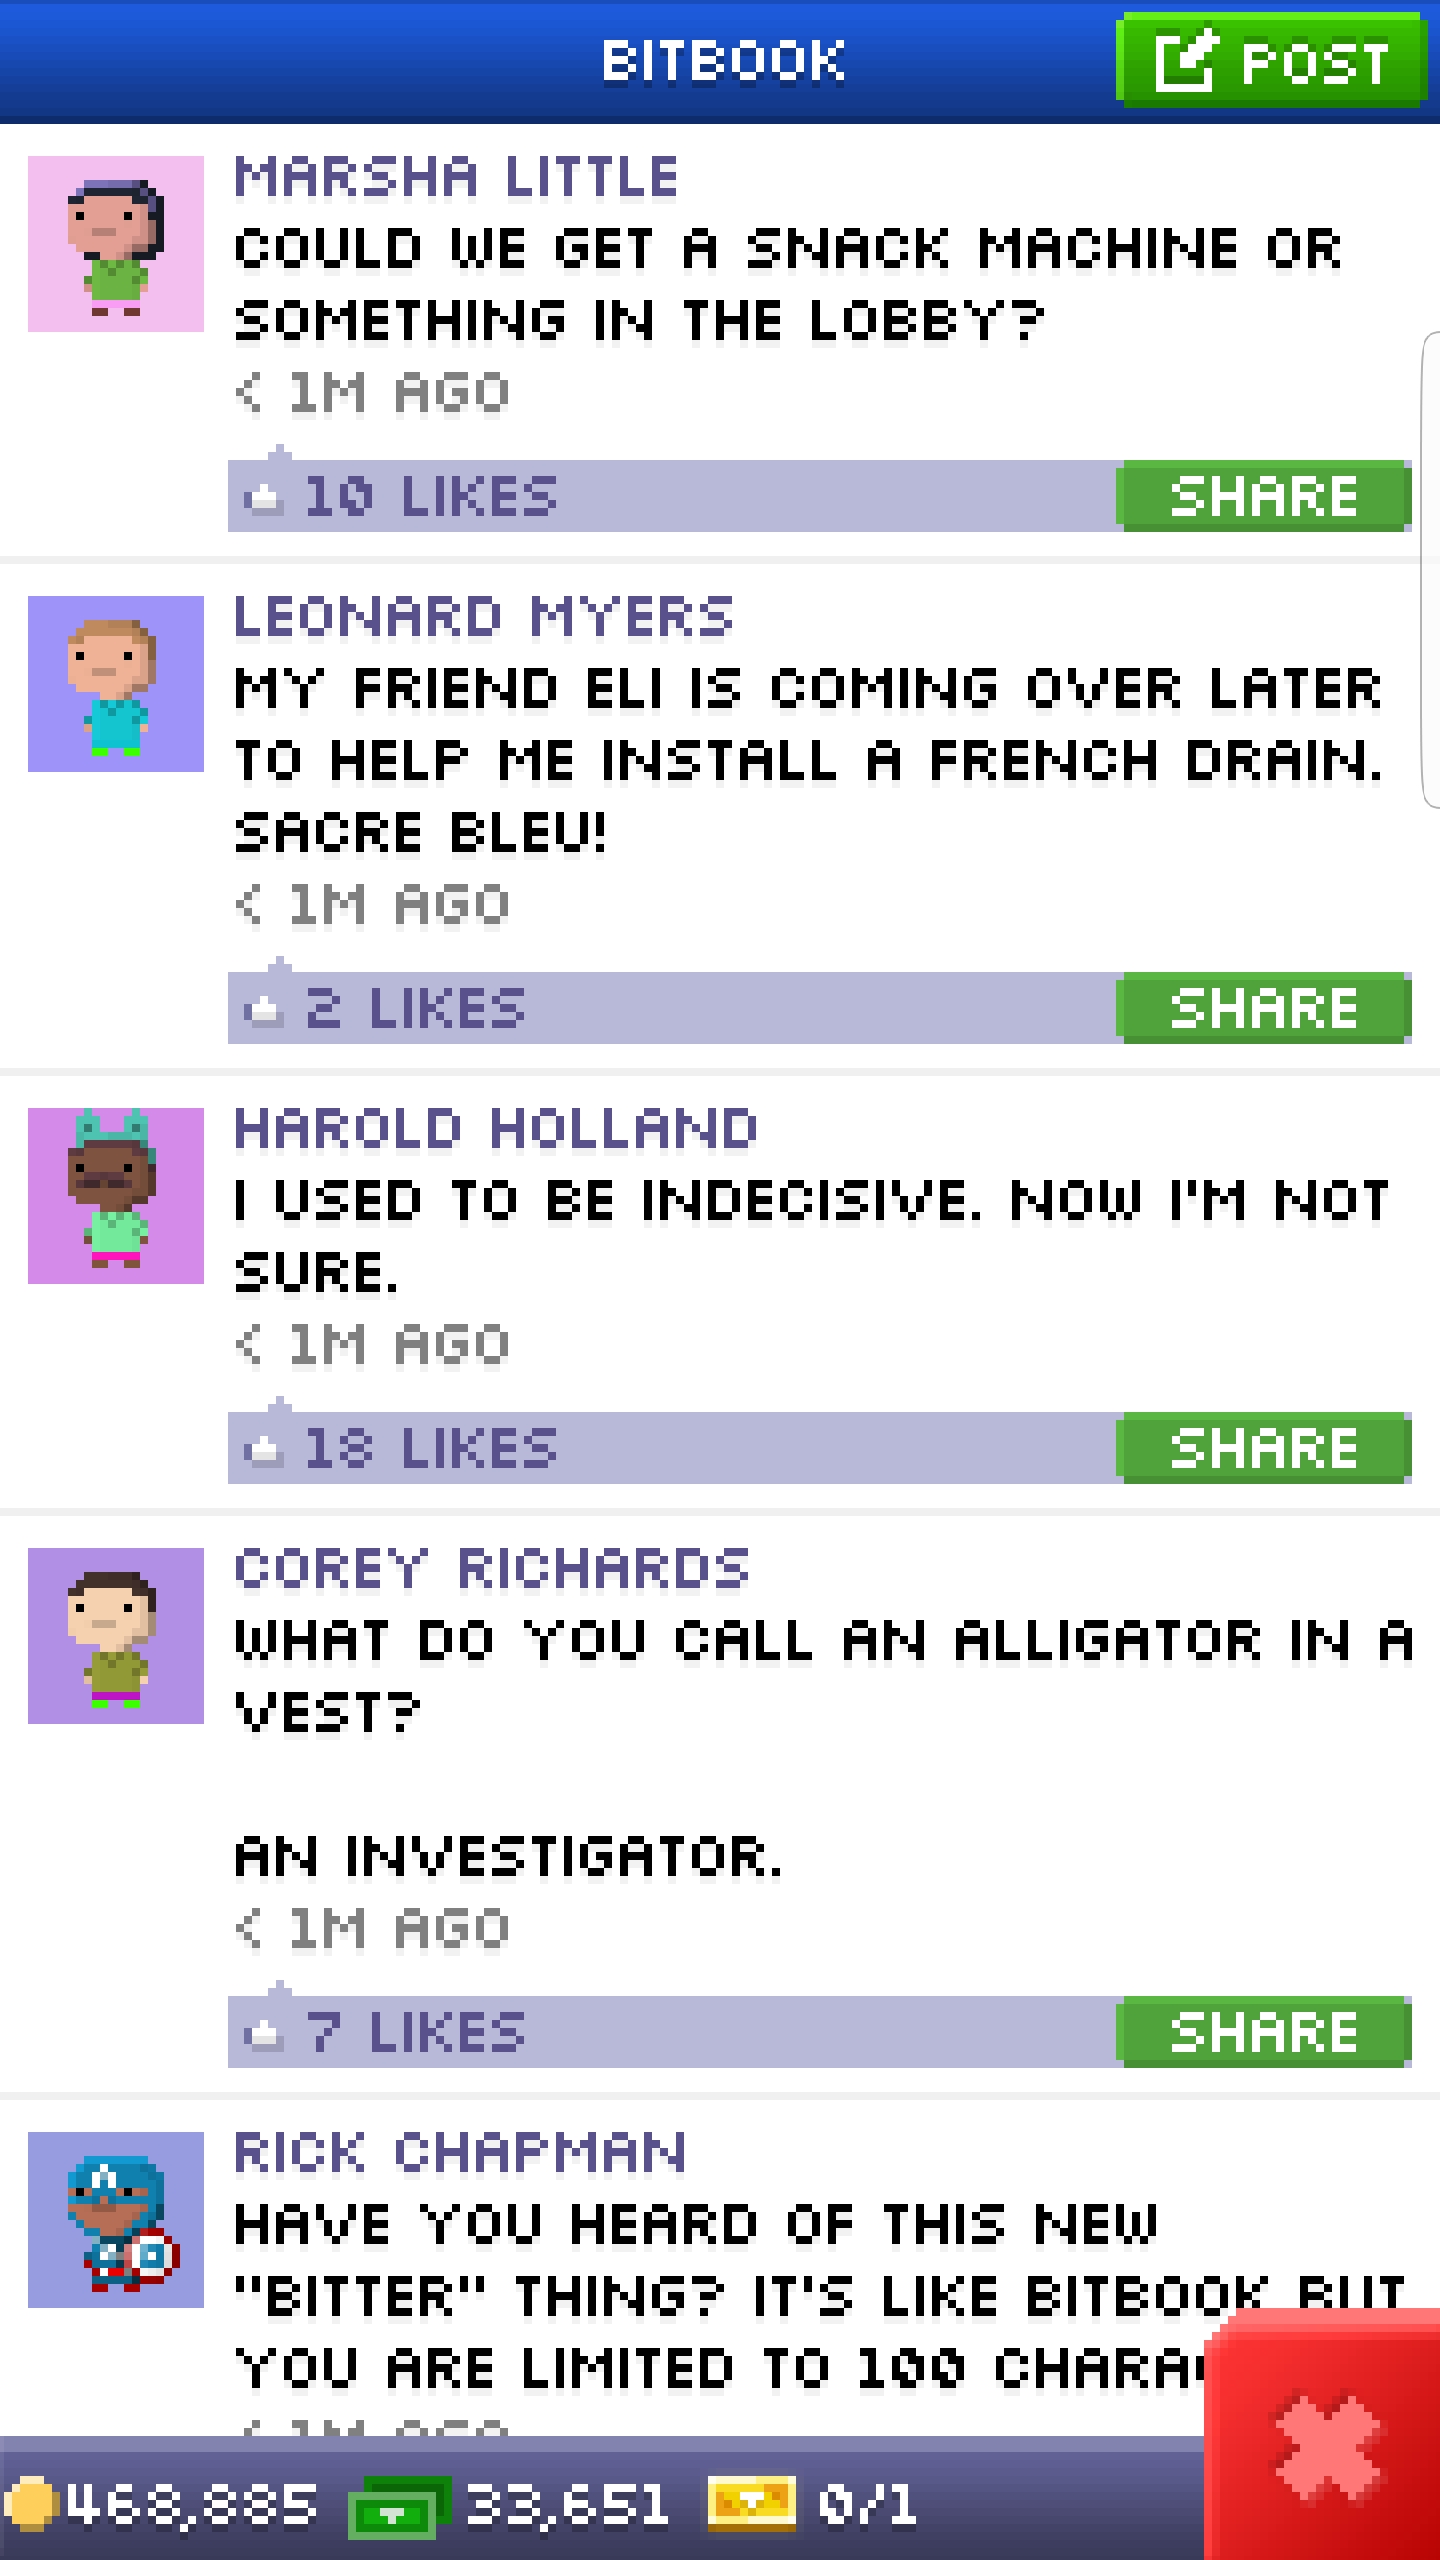 BITBOOK
POST
MARSHA LITTLE
COULD WE GET A SNACK MACHINE OR
SOMETHING IN THE LOBBY?
< 1M AGO
10 LIKES
SHARE
LEONARD MYERS
MY FRIEND ELI IS COMING OVER LATER
TO HELP ME INSTALL A FRENCH DRAIN.
SACRE BLEU!
< 1M AGO
2 LIKES
SHARE
HAROLD HOLLAND
I USED TO BE INDECISIVE. NOW I'M NOT
SURE.
< 1M AGO
18 LIKES
SHARE
COREY RICHARDS
WHAT DO YOU CALL AN ALLIGATOR IN A
VEST?
AN INVESTIGATOR.
< 1M AGO
7 LIKES
SHARE
RICK CHAPMAN
HAVE YOU HEARD OF THIS NEW
"BITTER" THING? IT'S LIKE BITBOOK BUT
YOU ARE LIMITED TO 100
< 1M AGO
468,885
33,651
0/1